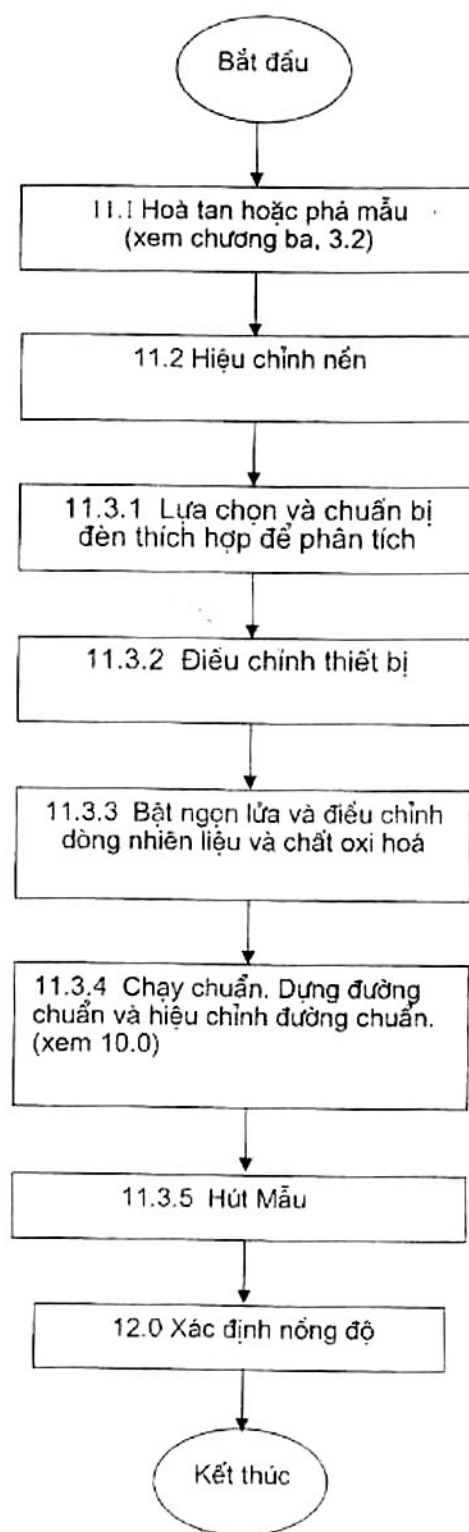 Bắt đầu
11.1 Hoà tan hoặc phá mẫu
(xem chương ba, 3.2)
11.2 Hiệu chỉnh nền
11.3.1 Lựa chọn và chuẩn bị
đèn thích hợp để phân tích
11.3.2 Điều chỉnh thiết bị
11.3.3 Bật ngọn lửa và điều chỉnh
dòng nhiên liệu và chất oxi hoá
11.3.4 Chạy chuẩn. Dựng đường
chuẩn và hiệu chỉnh đường chuẩn.
(xem 10.0)
11.3.5 Hút Mẫu
12.0 Xác định nồng độ
Kết thúc